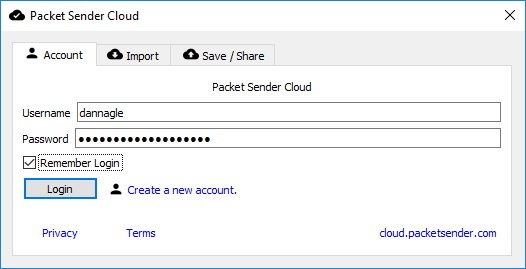 Packet Sender Cloud
Account Import Save / Share
Packet Sender Cloud
Username dannagle
Password ●●●●●●●●●●●●●●●●●●●
Remember Login
Login Create a new account.
Privacy Terms cloud.packetsender.com